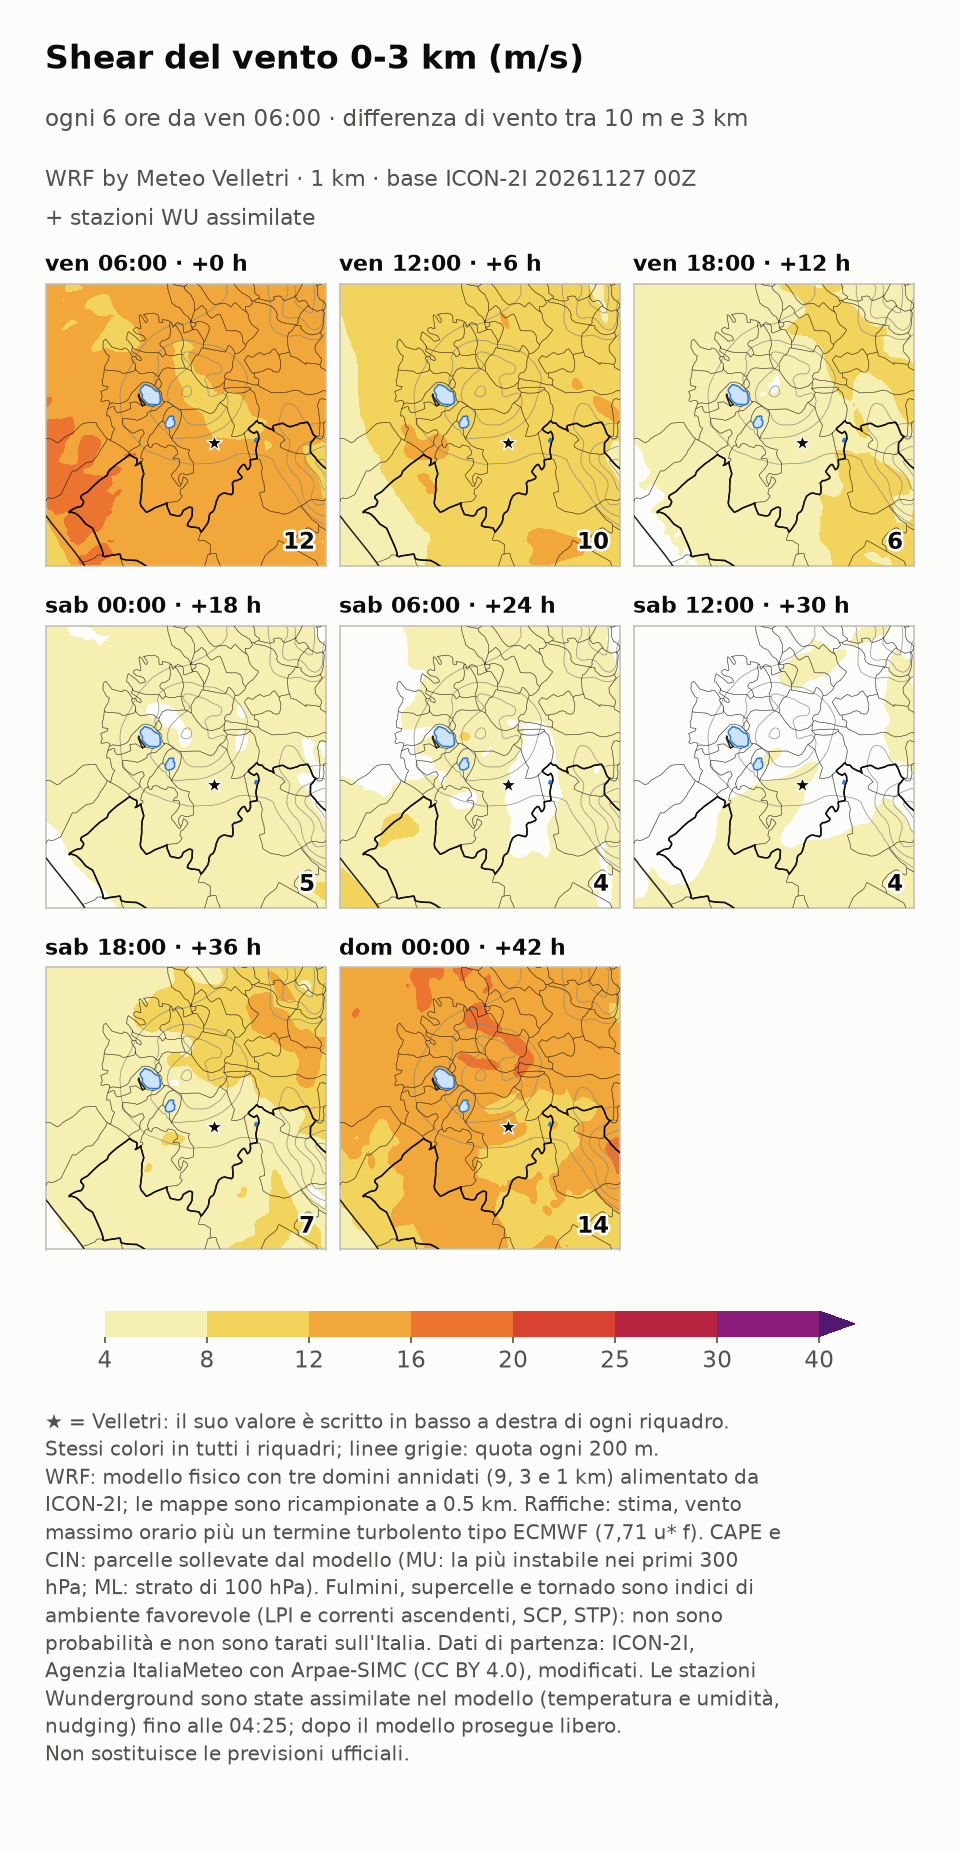 Shear del vento 0-3 km (m/s)
ogni 6 ore da ven 06:00 · differenza di vento tra 10 m e 3 km
WRF by Meteo Velletri · 1 km · base ICON-2I 20261127 00Z
+ stazioni WU assimilate
ven 06:00 · +0 h
ven 12:00 · +6 h
ven 18:00 · +12 h
12
10
6
sab 00:00 · +18 h
sab 06:00 · +24 h
sab 12:00 · +30 h
5
4
4
sab 18:00 · +36 h
dom 00:00 · +42 h
7
14
4 8 12 16 20 25 30 40
★ = Velletri: il suo valore è scritto in basso a destra di ogni riquadro.
Stessi colori in tutti i riquadri; linee grigie: quota ogni 200 m.
WRF: modello fisico con tre domini annidati (9, 3 e 1 km) alimentato da
ICON-2I; le mappe sono ricampionate a 0.5 km. Raffiche: stima, vento
massimo orario più un termine turbolento tipo ECMWF (7,71 u* f). CAPE e
CIN: parcelle sollevate dal modello (MU: la più instabile nei primi 300
hPa; ML: strato di 100 hPa). Fulmini, supercelle e tornado sono indici di
ambiente favorevole (LPI e correnti ascendenti, SCP, STP): non sono
probabilità e non sono tarati sull'Italia. Dati di partenza: ICON-2I,
Agenzia ItaliaMeteo con Arpae-SIMC (CC BY 4.0), modificati. Le stazioni
Wunderground sono state assimilate nel modello (temperatura e umidità,
nudging) fino alle 04:25; dopo il modello prosegue libero.
Non sostituisce le previsioni ufficiali.